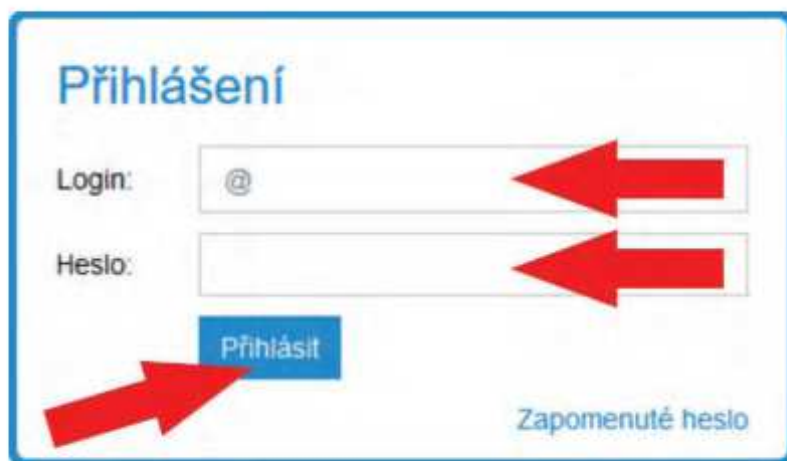 Přihlášení
Login: @
Heslo:
Přihlásit
Zapomenuté heslo